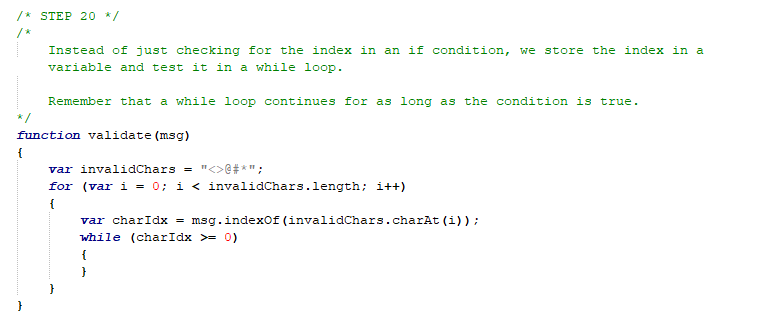 /* STEP 20 */
/*
    Instead of just checking for the index in an if condition, we store the index in a
    variable and test it in a while loop.

    Remember that a while loop continues for as long as the condition is true.
*/
function validate(msg)
{
    var invalidChars = "<>@#*";
    for (var i = 0; i < invalidChars.length; i++)
    {
        var charIdx = msg.indexOf(invalidChars.charAt(i));
        while (charIdx >= 0)
        {
        }
    }
}